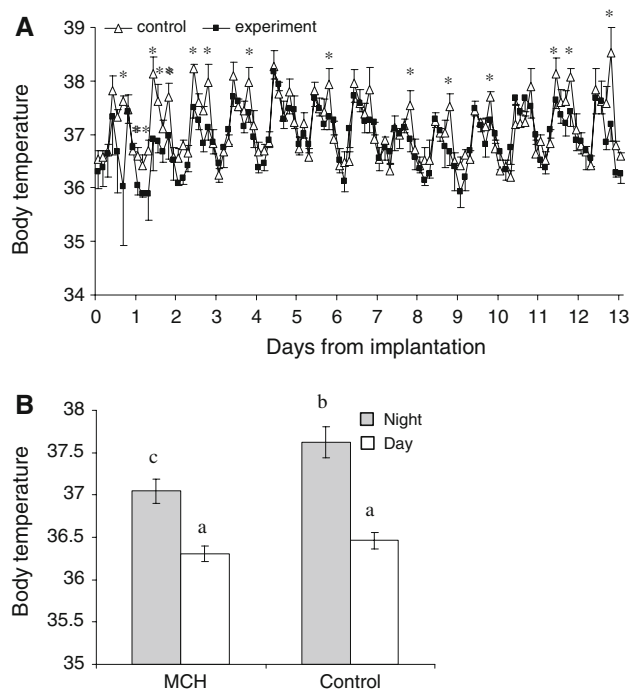 A
control
experiment
39
38
37
36
35
34
Body temperature
* * * * * * * * * * * * * * * * *
0 1 2 3 4 5 6 7 8 9 10 11 12 13
Days from implantation
B
38
37.5
37
36.5
36
35.5
35
Body temperature
Night
Day
c
a
b
a
MCH Control